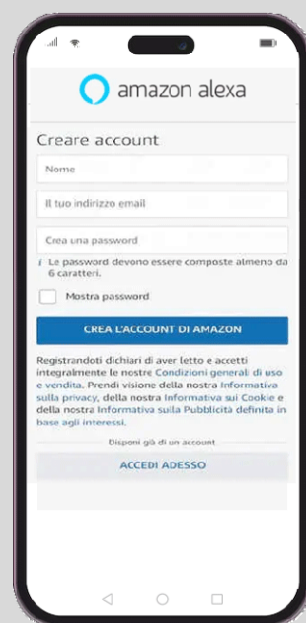 amazon alexa
Creare account
Nome
Il tuo indirizzo email
Crea una password
i Le password devono essere composte almeno da
6 caratteri.
Mostra password
CREA L'ACCOUNT DI AMAZON
Registrandoti dichiari di aver letto e accetti
integralmente le nostre Condizioni generali di uso
e vendita. Prendi visione della nostra Informativa
sulla privacy, della nostra Informativa sui Cookie e
della nostra Informativa sulla Pubblicità definita in
base agli interessi.
Disponi già di un account
ACCEDI ADESSO